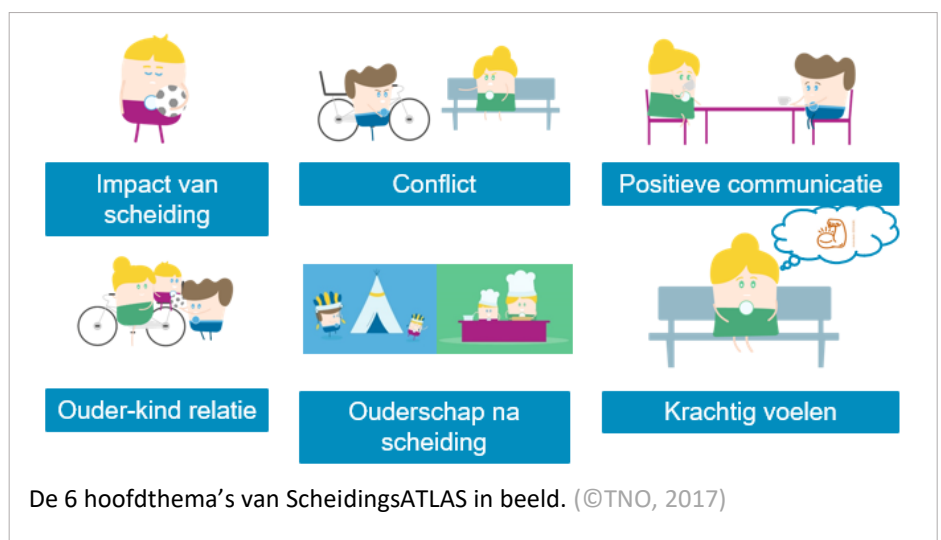 Impact van
scheiding
Conflict
Positieve communicatie
Ouder-kind relatie
Ouderschap na
scheiding
Krachtig voelen
De 6 hoofdthema's van ScheidingsATLAS in beeld. (©TNO, 2017)